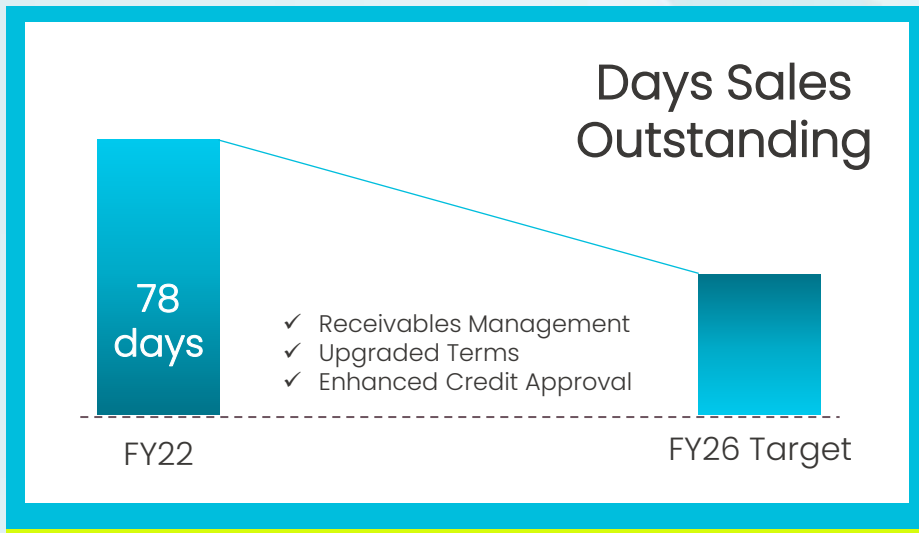 Days Sales
Outstanding
78
days
✓ Receivables Management
✓ Upgraded Terms
✓ Enhanced Credit Approval
FY22
FY26 Target